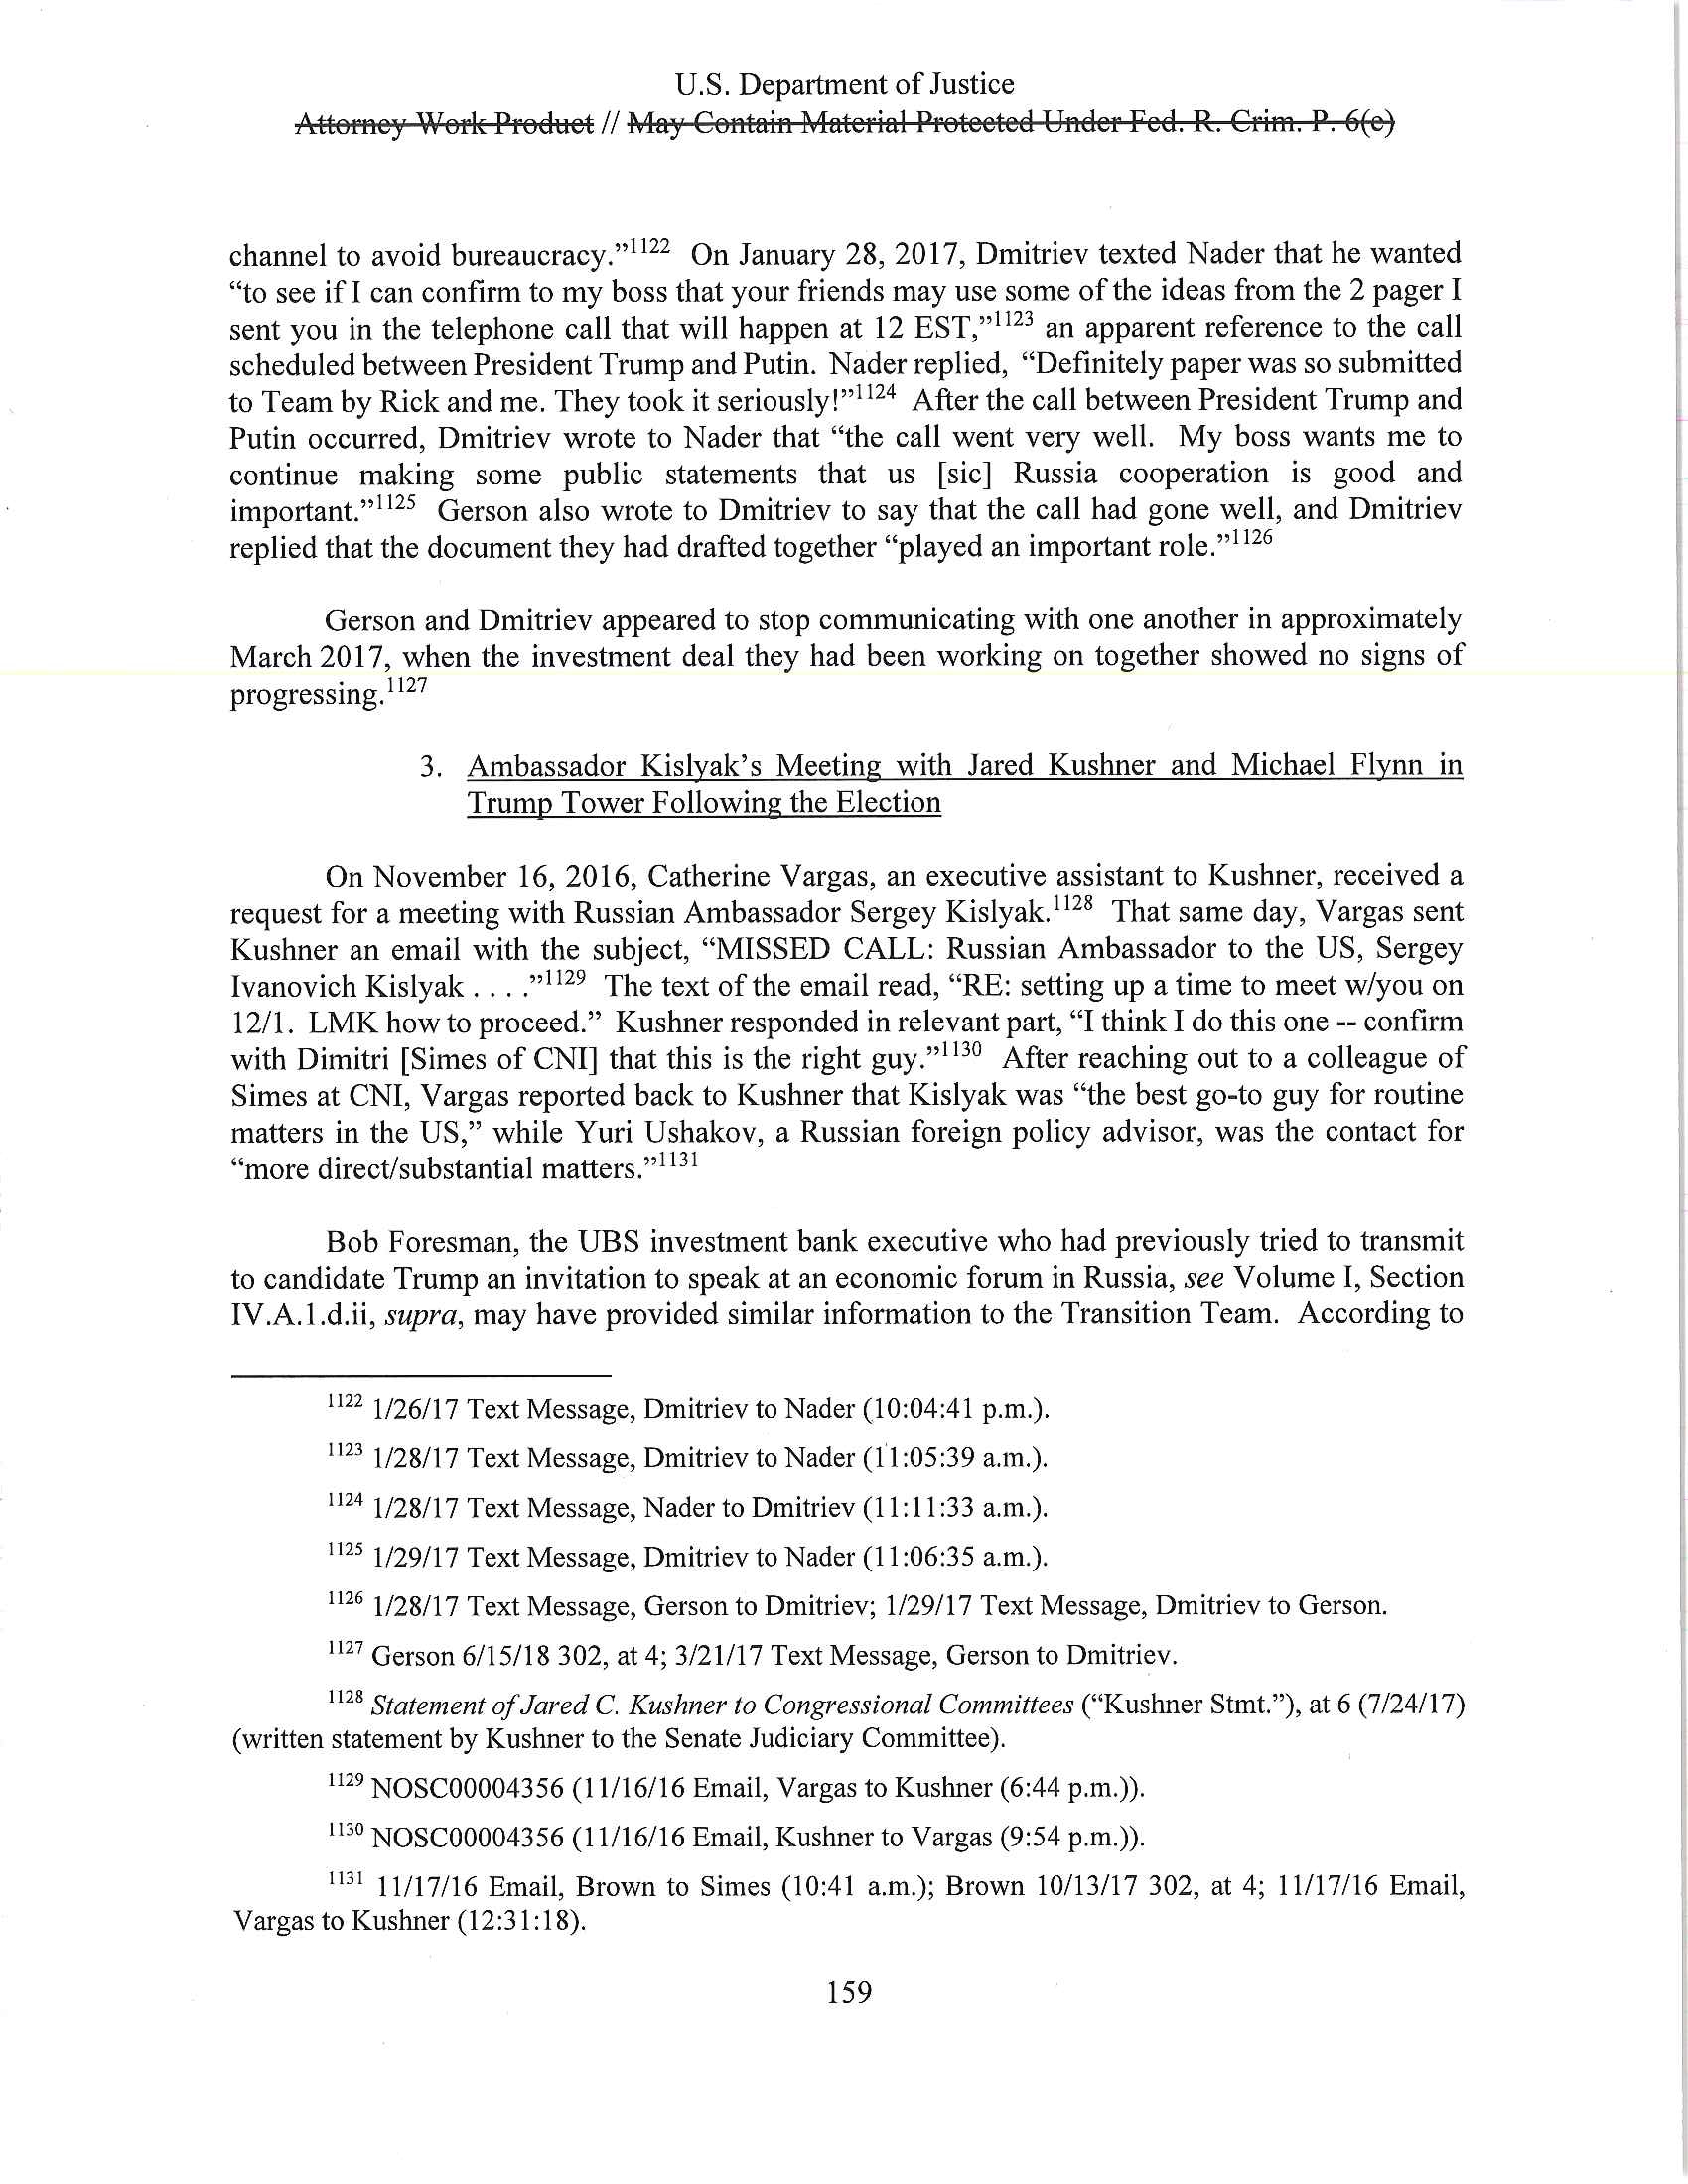 U.S. Department of Justice
Attorney Work Product // May Contain Material Protected Under Fed. R. Crim. P. 6(e)
channel to avoid bureaucracy.”1122 On January 28, 2017, Dmitriev texted Nader that he wanted
“to see if I can confirm to my boss that your friends may use some of the ideas from the 2 pager I
sent you in the telephone call that will happen at 12 EST,”1123 an apparent reference to the call
scheduled between President Trump and Putin. Nader replied, “Definitely paper was so submitted
to Team by Rick and me. They took it seriously!”1124 After the call between President Trump and
Putin occurred, Dmitriev wrote to Nader that “the call went very well. My boss wants me to
continue making some public statements that us [sic] Russia cooperation is good and
important.”1125 Gerson also wrote to Dmitriev to say that the call had gone well, and Dmitriev
replied that the document they had drafted together “played an important role.”1126
Gerson and Dmitriev appeared to stop communicating with one another in approximately
March 2017, when the investment deal they had been working on together showed no signs of
progressing.1127
3. Ambassador Kislyak’s Meeting with Jared Kushner and Michael Flynn in
Trump Tower Following the Election
On November 16, 2016, Catherine Vargas, an executive assistant to Kushner, received a
request for a meeting with Russian Ambassador Sergey Kislyak.1128 That same day, Vargas sent
Kushner an email with the subject, “MISSED CALL: Russian Ambassador to the US, Sergey
Ivanovich Kislyak . . . .”1129 The text of the email read, “RE: setting up a time to meet w/you on
12/1. LMK how to proceed.” Kushner responded in relevant part, “I think I do this one -- confirm
with Dimitri [Simes of CNI] that this is the right guy.”1130 After reaching out to a colleague of
Simes at CNI, Vargas reported back to Kushner that Kislyak was “the best go-to guy for routine
matters in the US,” while Yuri Ushakov, a Russian foreign policy advisor, was the contact for
“more direct/substantial matters.”1131
Bob Foresman, the UBS investment bank executive who had previously tried to transmit
to candidate Trump an invitation to speak at an economic forum in Russia, see Volume I, Section
IV.A.1.d.ii, supra, may have provided similar information to the Transition Team. According to
1122 1/26/17 Text Message, Dmitriev to Nader (10:04:41 p.m.).
1123 1/28/17 Text Message, Dmitriev to Nader (11:05:39 a.m.).
1124 1/28/17 Text Message, Nader to Dmitriev (11:11:33 a.m.).
1125 1/29/17 Text Message, Dmitriev to Nader (11:06:35 a.m.).
1126 1/28/17 Text Message, Gerson to Dmitriev; 1/29/17 Text Message, Dmitriev to Gerson.
1127 Gerson 6/15/18 302, at 4; 3/21/17 Text Message, Gerson to Dmitriev.
1128 Statement of Jared C. Kushner to Congressional Committees (“Kushner Stmt.”), at 6 (7/24/17)
(written statement by Kushner to the Senate Judiciary Committee).
1129 NOSC00004356 (11/16/16 Email, Vargas to Kushner (6:44 p.m.)).
1130 NOSC00004356 (11/16/16 Email, Kushner to Vargas (9:54 p.m.)).
1131 11/17/16 Email, Brown to Simes (10:41 a.m.); Brown 10/13/17 302, at 4; 11/17/16 Email,
Vargas to Kushner (12:31:18).
159